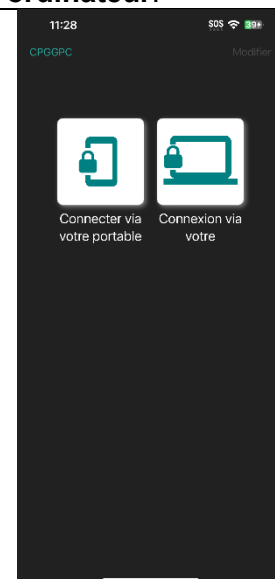 ordinateur.
11:28 SOS 39
CPGGPC Modifier
Connecter via
votre portable
Connexion via
votre